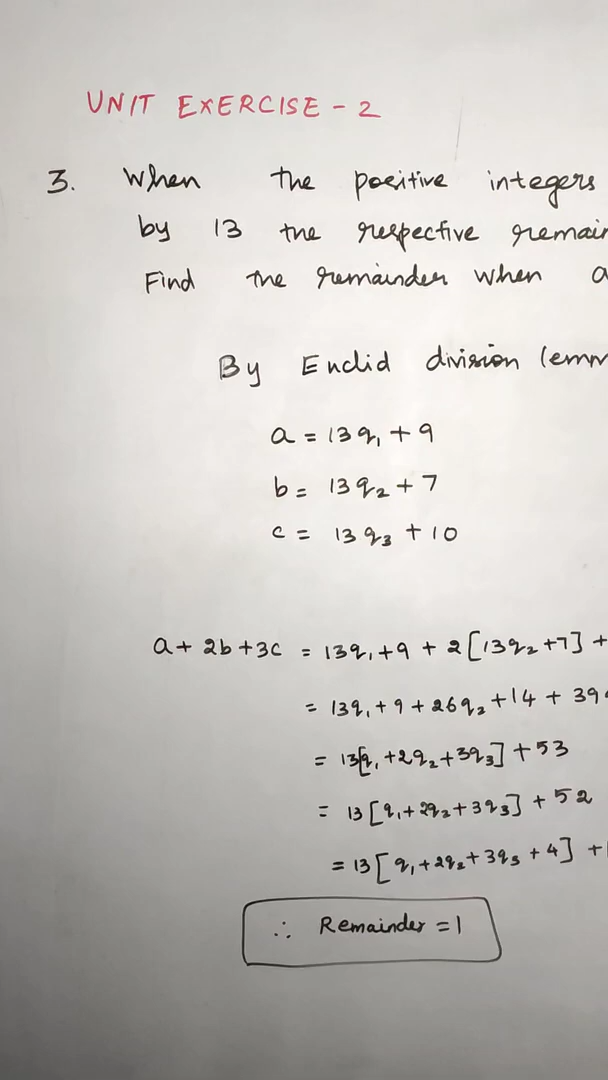 UNIT EXERCISE - 2
3. When the positive integers
by 13 the respective remain
Find the remainder when a
By Euclid division lemm
a = 13q₁ + 9
b = 13q₂ + 7
c = 13q₃ + 10
a + 2b + 3c = 13q₁ + 9 + 2[13q₂ + 7] +
= 13q₁ + 9 + 26q₂ + 14 + 39
= 13[q₁ + 2q₂ + 3q₃] + 53
= 13[q₁ + 2q₂ + 3q₃] + 52
= 13[q₁ + 2q₂ + 3q₃ + 4] +
∴ Remainder = 1